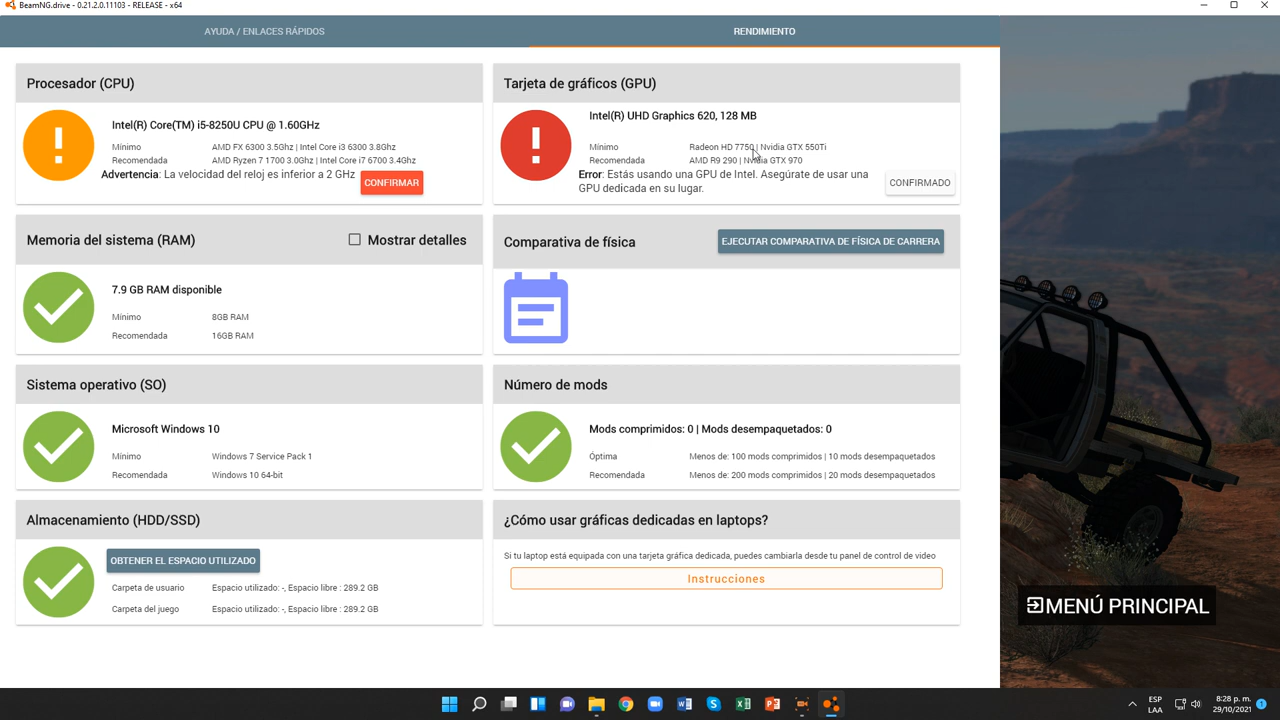 BeamNG.drive - 0.21.2.0.11103 - RELEASE - x64
AYUDA / ENLACES RÁPIDOS
RENDIMIENTO
Procesador (CPU)
Intel(R) Core(TM) i5-8250U CPU @ 1.60GHz
Mínimo AMD FX 6300 3.5Ghz | Intel Core i3 6300 3.8Ghz
Recomendada AMD Ryzen 7 1700 3.0Ghz | Intel Core i7 6700 3.4Ghz
Advertencia: La velocidad del reloj es inferior a 2 GHz
CONFIRMAR
Tarjeta de gráficos (GPU)
Intel(R) UHD Graphics 620, 128 MB
Mínimo Radeon HD 7750 | Nvidia GTX 550Ti
Recomendada AMD R9 290 | Nvidia GTX 970
Error: Estás usando una GPU de Intel. Asegúrate de usar una
GPU dedicada en su lugar.
CONFIRMADO
Memoria del sistema (RAM)
Mostrar detalles
7.9 GB RAM disponible
Mínimo 8GB RAM
Recomendada 16GB RAM
Comparativa de física
EJECUTAR COMPARATIVA DE FÍSICA DE CARRERA
Sistema operativo (SO)
Microsoft Windows 10
Mínimo Windows 7 Service Pack 1
Recomendada Windows 10 64-bit
Número de mods
Mods comprimidos: 0 | Mods desempaquetados: 0
Óptima Menos de: 100 mods comprimidos | 10 mods desempaquetados
Recomendada Menos de: 200 mods comprimidos | 20 mods desempaquetados
Almacenamiento (HDD/SSD)
OBTENER EL ESPACIO UTILIZADO
Carpeta de usuario Espacio utilizado: -, Espacio libre : 289.2 GB
Carpeta del juego Espacio utilizado: -, Espacio libre : 289.2 GB
¿Cómo usar gráficas dedicadas en laptops?
Si tu laptop está equipada con una tarjeta gráfica dedicada, puedes cambiarla desde tu panel de control de video
Instrucciones
MENÚ PRINCIPAL
ESP
LAA
8:28 p. m.
29/10/2021
1